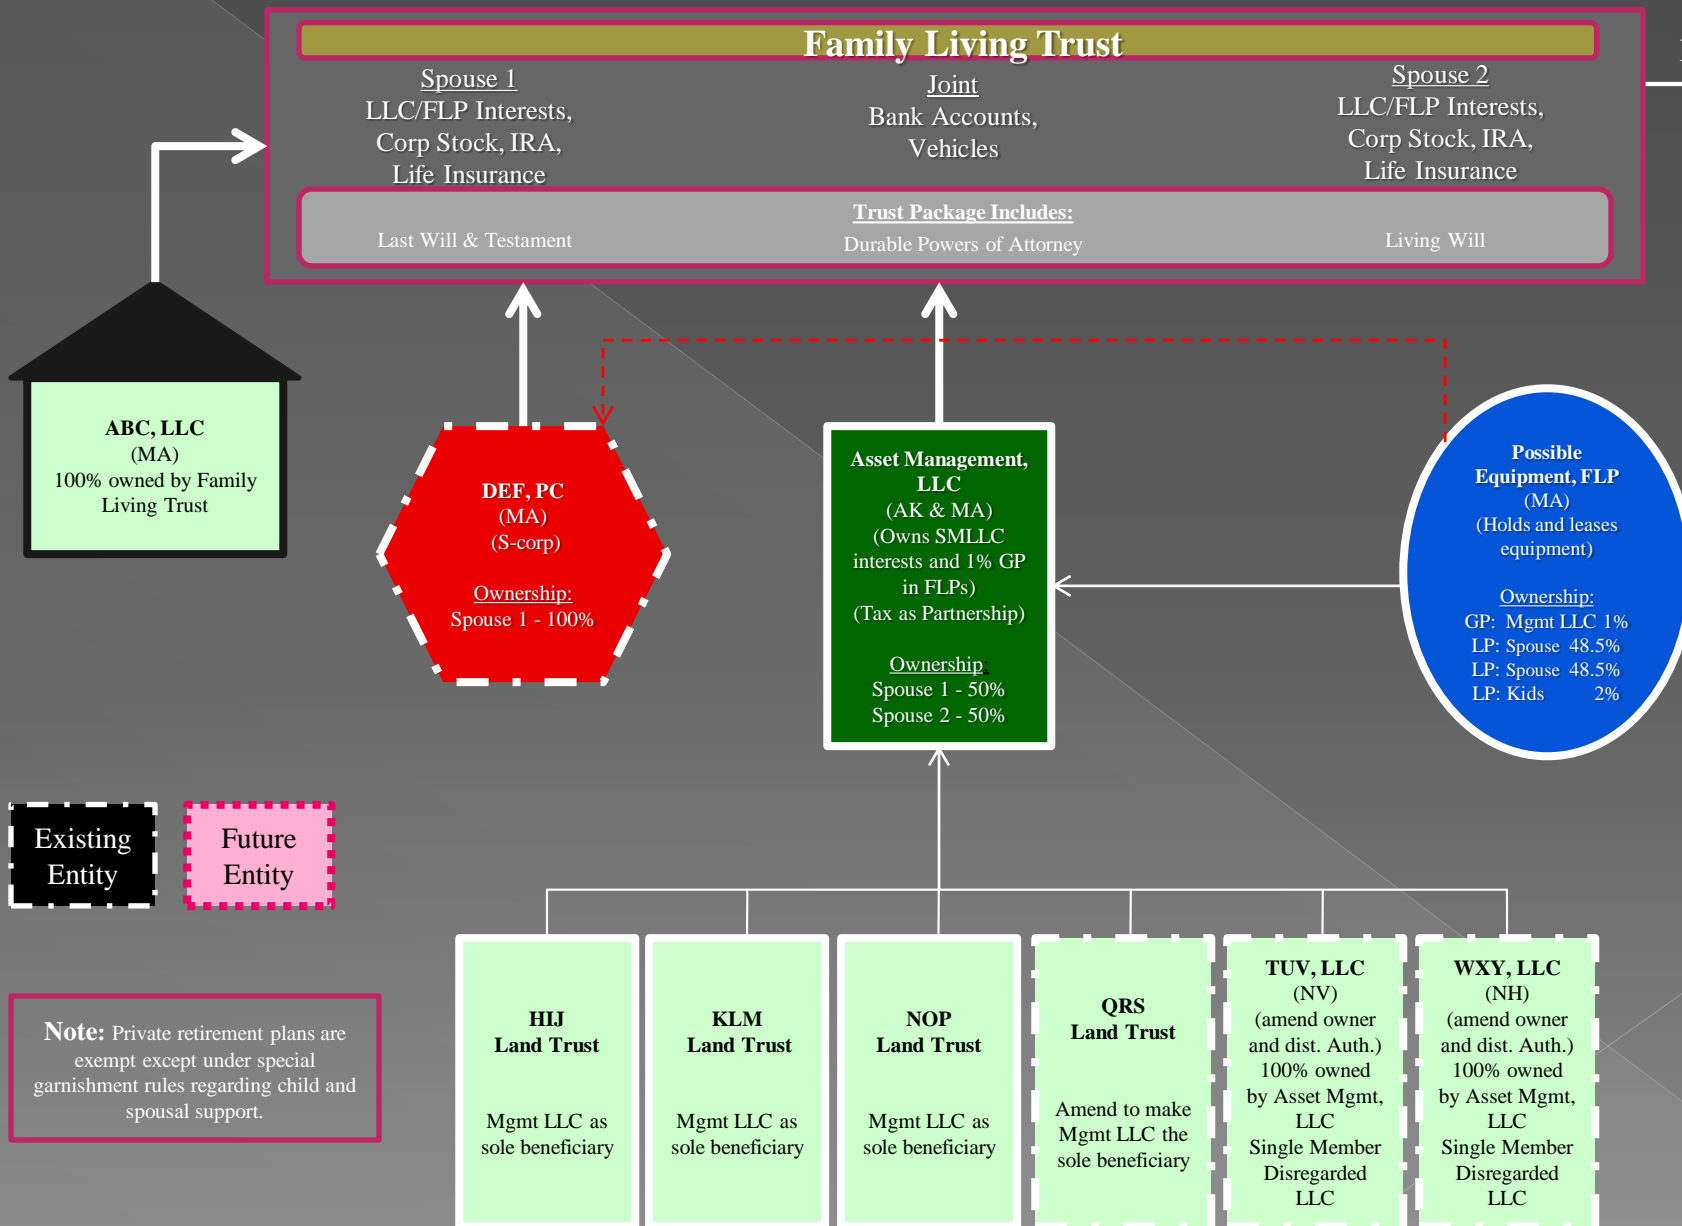 Family Living Trust
Spouse 1
LLC/FLP Interests,
Corp Stock, IRA,
Life Insurance
Joint
Bank Accounts,
Vehicles
Spouse 2
LLC/FLP Interests,
Corp Stock, IRA,
Life Insurance
Trust Package Includes:
Last Will & Testament
Durable Powers of Attorney
Living Will
ABC, LLC
(MA)
100% owned by Family
Living Trust
DEF, PC
(MA)
(S-corp)
Ownership:
Spouse 1 - 100%
Asset Management,
LLC
(AK & MA)
(Owns SMLLC
interests and 1% GP
in FLPs)
(Tax as Partnership)
Ownership:
Spouse 1 - 50%
Spouse 2 - 50%
Possible
Equipment, FLP
(MA)
(Holds and leases
equipment)
Ownership:
GP: Mgmt LLC 1%
LP: Spouse 48.5%
LP: Spouse 48.5%
LP: Kids 2%
Existing
Entity
Future
Entity
Note: Private retirement plans are
exempt except under special
garnishment rules regarding child and
spousal support.
HIJ
Land Trust
Mgmt LLC as
sole beneficiary
KLM
Land Trust
Mgmt LLC as
sole beneficiary
NOP
Land Trust
Mgmt LLC as
sole beneficiary
QRS
Land Trust
Amend to make
Mgmt LLC the
sole beneficiary
TUV, LLC
(NV)
(amend owner
and dist. Auth.)
100% owned
by Asset Mgmt,
LLC
Single Member
Disregarded
LLC
WXY, LLC
(NH)
(amend owner
and dist. Auth.)
100% owned
by Asset Mgmt,
LLC
Single Member
Disregarded
LLC